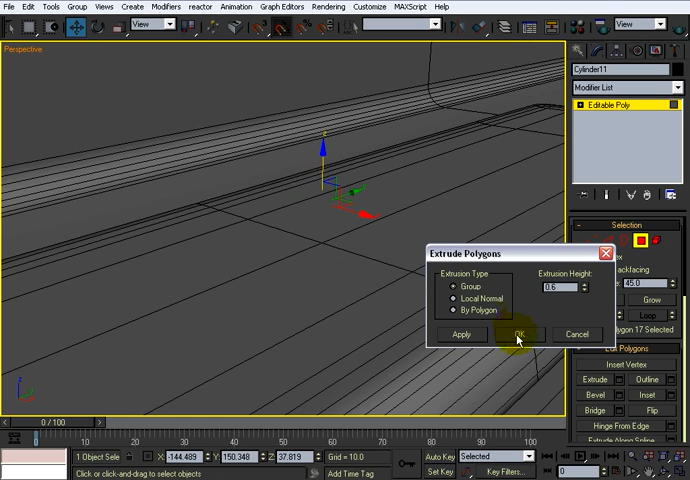 File Edit Tools Group Views Create Modifiers reactor Animation Graph Editors Rendering Customize MAXScript Help
View View
Perspective
Cylinder11
Modifier List
Editable Poly
Selection
Extrude Polygons
Extrusion Type
Extrusion Height:
Group
0.6
Local Normal
By Polygon
Apply OK Cancel
ackfacing
45.0
Grow
Loop
olygon 17 Selected
Polygons
Insert Vertex
Extrude Outline
Bevel Inset
Bridge Flip
Hinge From Edge
Extrude Along Spline
z
0 / 100
0 10 20 30 40 50 60 70 80 90 100
1 Object Sele X: -144.489 Y: 150.348 Z: 37.819 Grid = 10.0
Auto Key Selected
Click or click-and-drag to select objects Add Time Tag
Set Key Key Filters... 0